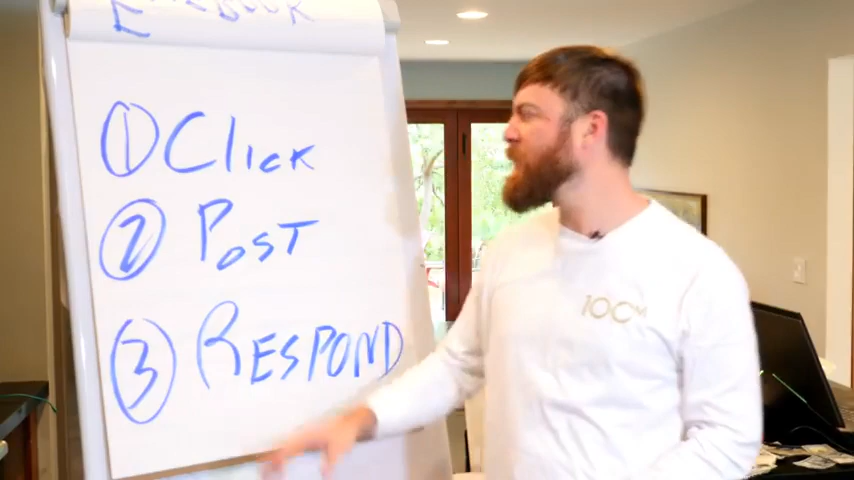 ① Click
② Post
③ RESPOND
100M